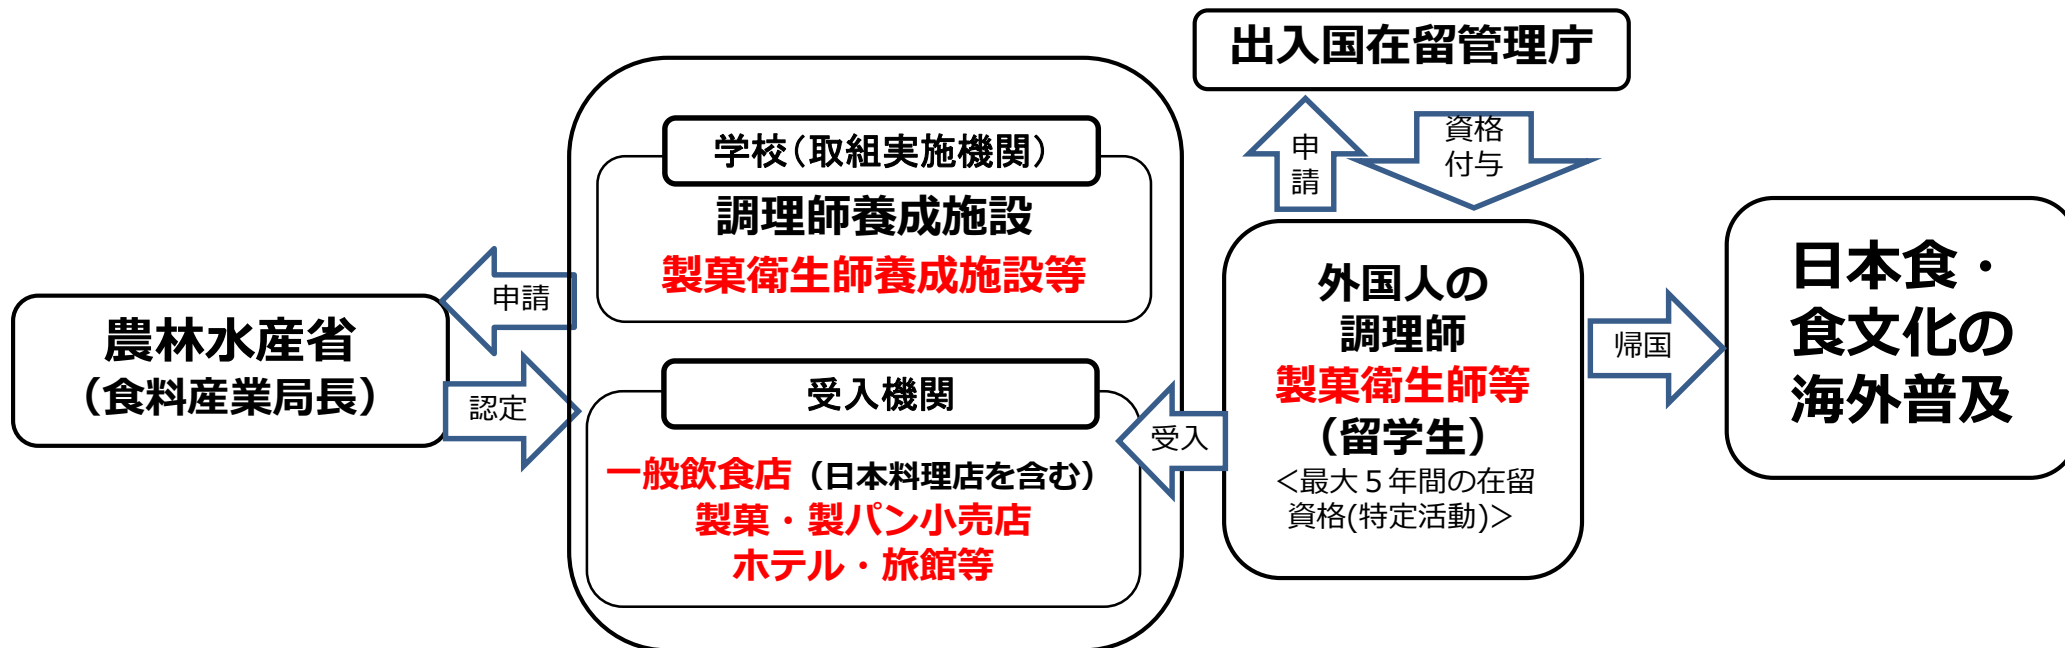 農林水産省
（食料産業局長）
申請
認定
学校（取組実施機関）
調理師養成施設
製菓衛生師養成施設等
受入機関
一般飲食店（日本料理店を含む）
製菓・製パン小売店
ホテル・旅館等
受入
出入国在留管理庁
申
請
資格
付与
外国人の
調理師
製菓衛生師等
（留学生）
＜最大５年間の在留
資格(特定活動)＞
帰国
日本食・
食文化の
海外普及